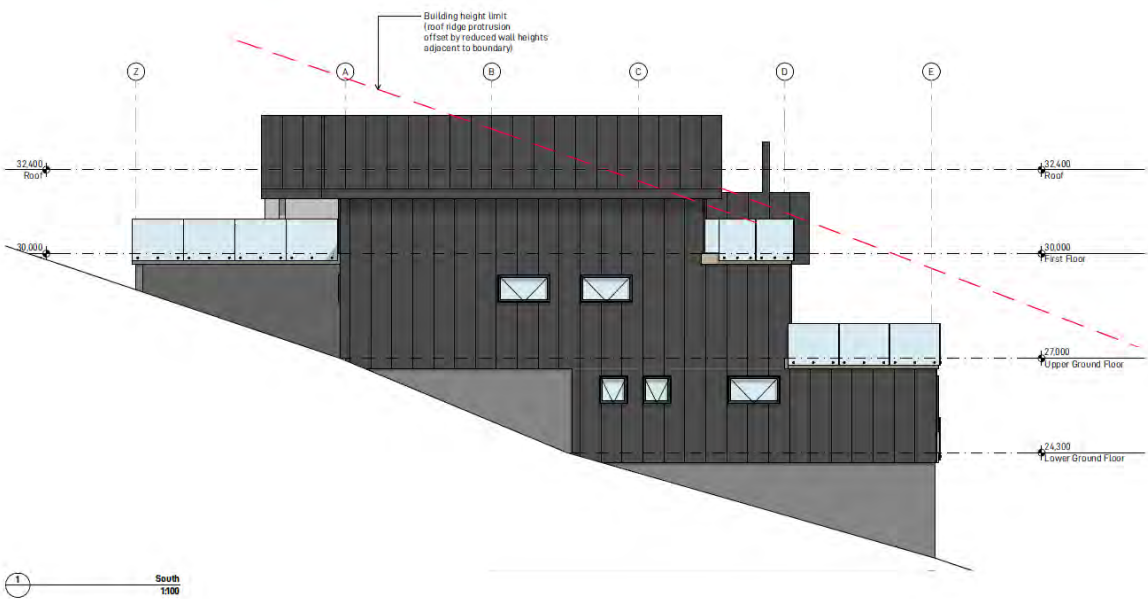 Building height limit
(roof ridge protrusion
offset by reduced wall heights
adjacent to boundary)
Z
A
B
C
D
E
32,400
Roof
32,400
Roof
30,000
30,000
First Floor
27,000
Upper Ground Floor
24,300
Lower Ground Floor
1
South
1:100